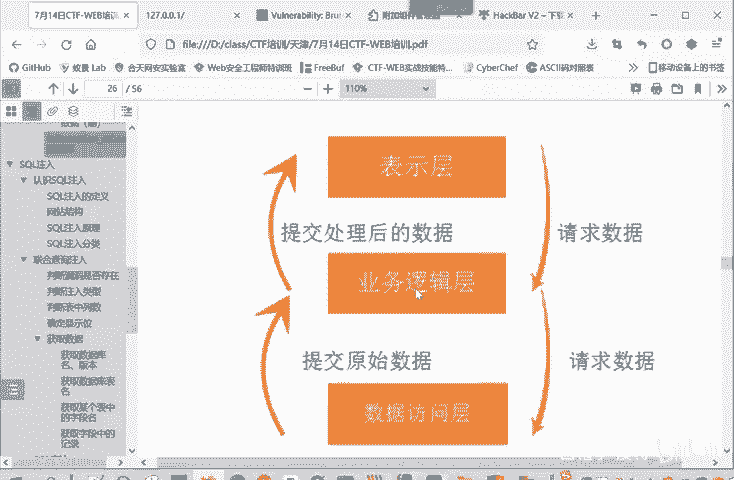 7月14日CTF-WEB培训
127.0.0.1/
Vulnerability: Bru
附加组件管理器
HackBar V2 – 下载
file:///D:/class/CTF培训/天津/7月14日CTF-WEB培训.pdf
GitHub
蚁景 Lab
合天网安实验室
Web安全工程师特训班
FreeBuf
CTF-WEB实战技能特...
CyberChef
ASCII码对照表
移动设备上的书签
26 / 56
110%
SQL注入
认识SQL注入
SQL注入的定义
网站结构
SQL注入原理
SQL注入分类
联合查询注入
判断漏洞是否存在
判断注入类型
判断表中列数
确定显示位
获取数据
获取数据库
名、版本
获取数据库表
名
获取某个表中
的字段名
获取字段中的
记录
表示层
提交处理后的数据
请求数据
业务逻辑层
提交原始数据
请求数据
数据访问层